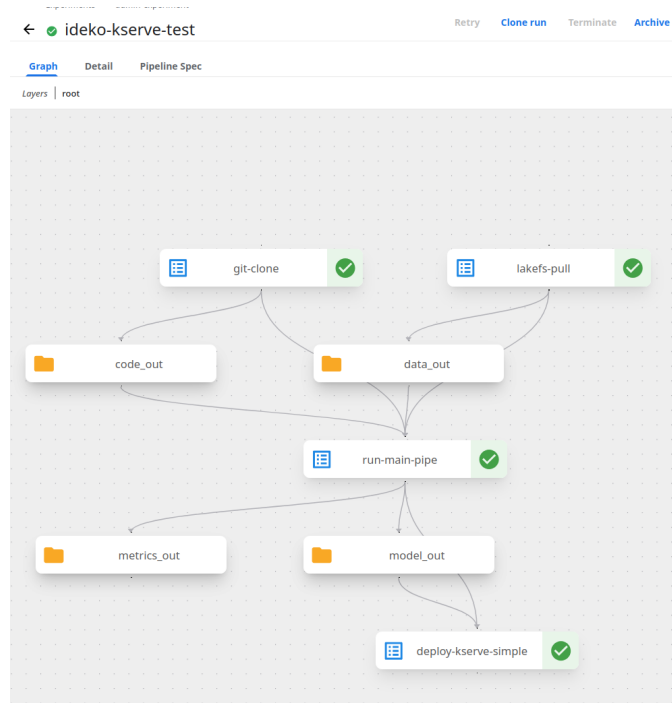 ideko-kserve-test
Retry Clone run Terminate Archive
Graph Detail Pipeline Spec
Layers root
git-clone lakefs-pull
code_out data_out
run-main-pipe
metrics_out model_out
deploy-kserve-simple